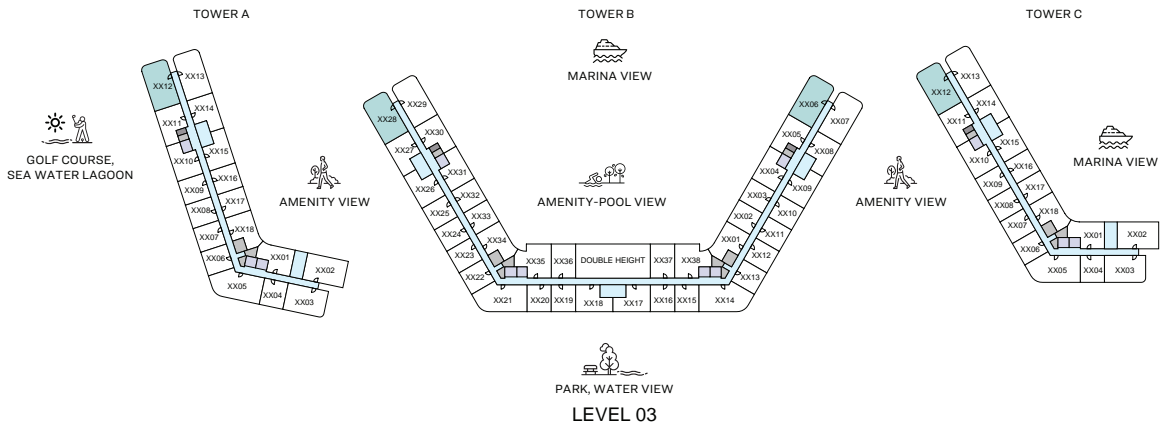 TOWER A
TOWER B
TOWER C
MARINA VIEW
GOLF COURSE,
SEA WATER LAGOON
AMENITY VIEW
AMENITY-POOL VIEW
AMENITY VIEW
MARINA VIEW
XX12
XX13
XX14
XX11
XX15
XX10
XX16
XX09
XX17
XX08
XX07
XX18
XX06
XX01
XX02
XX05
XX04
XX03
XX28
XX29
XX30
XX27
XX31
XX26
XX32
XX25
XX33
XX24
XX34
XX23
XX22
XX35
XX36
DOUBLE HEIGHT
XX37
XX38
XX21
XX20
XX19
XX18
XX17
XX16
XX15
XX14
XX06
XX07
XX05
XX08
XX04
XX09
XX03
XX10
XX02
XX11
XX01
XX12
XX13
XX12
XX13
XX14
XX11
XX15
XX10
XX16
XX09
XX17
XX08
XX18
XX07
XX06
XX01
XX02
XX05
XX04
XX03
PARK, WATER VIEW
LEVEL 03